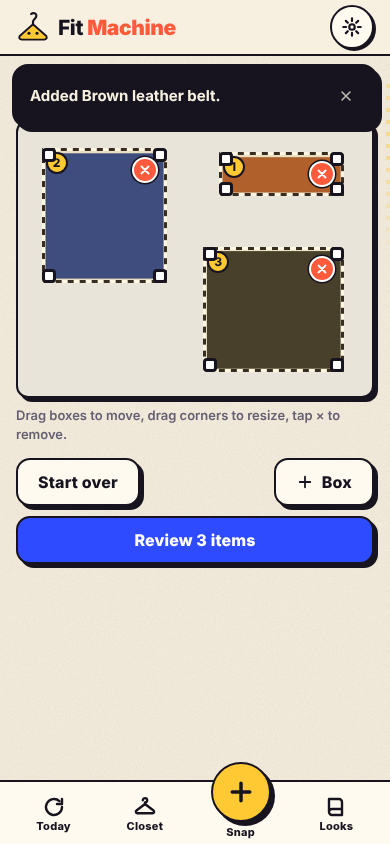 Fit Machine
Added Brown leather belt.
2
1
3
Drag boxes to move, drag corners to resize, tap × to
remove.
Start over
+ Box
Review 3 items
Today
Closet
Snap
Looks